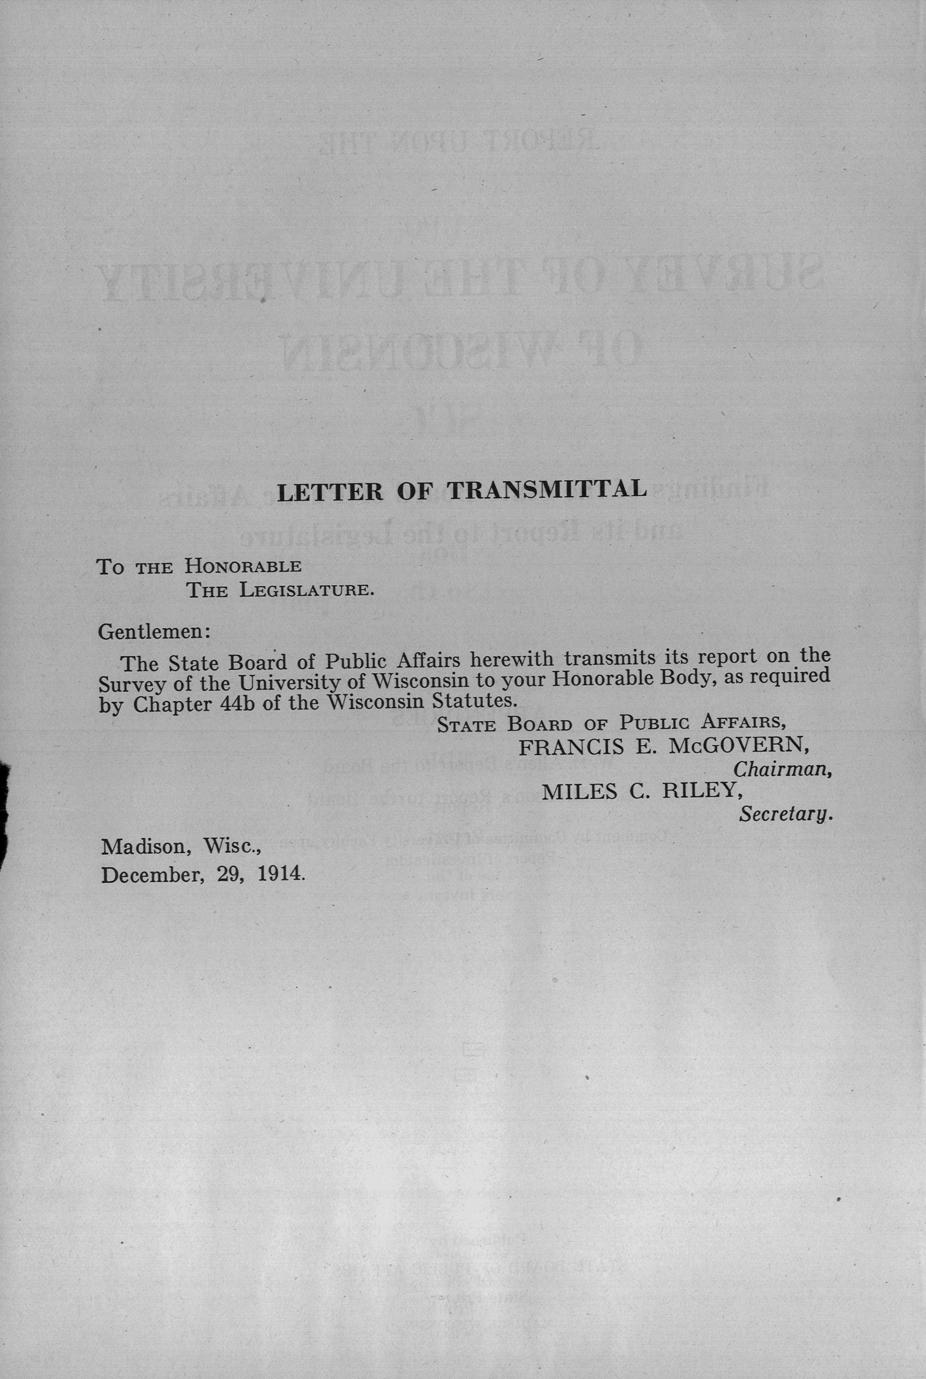 LETTER OF TRANSMITTAL
To the Honorable
The Legislature.
Gentlemen:
The State Board of Public Affairs herewith transmits its report on the
Survey of the University of Wisconsin to your Honorable Body, as required
by Chapter 44b of the Wisconsin Statutes.
State Board of Public Affairs,
FRANCIS E. McGOVERN,
Chairman,
MILES C. RILEY,
Secretary.
Madison, Wisc.,
December, 29, 1914.